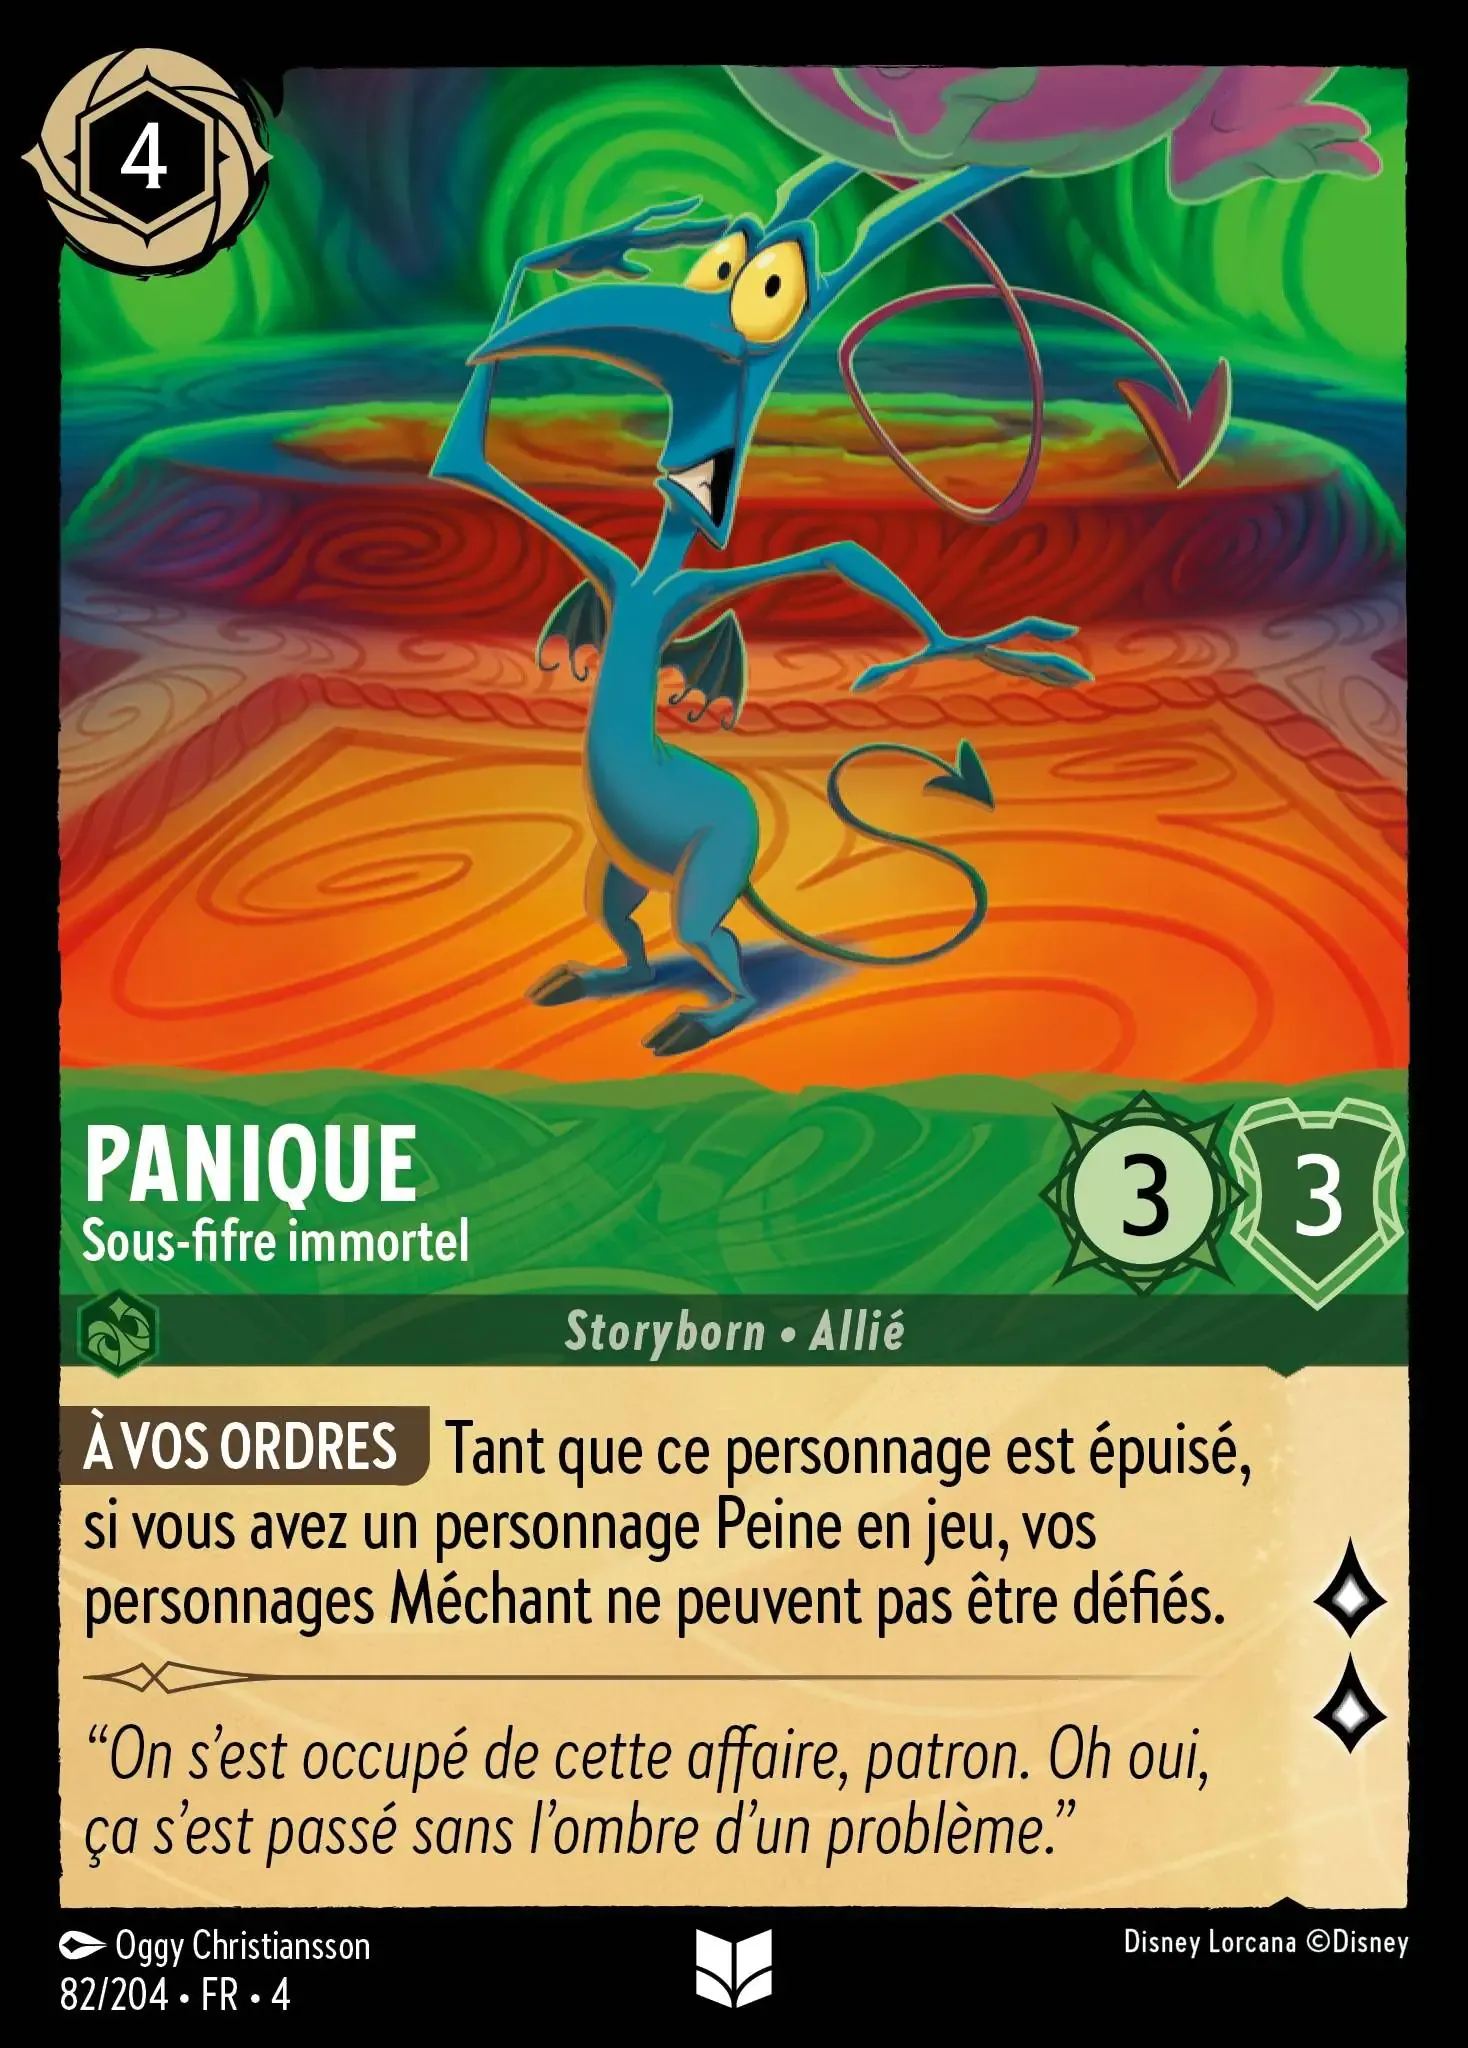 4
PANIQUE
Sous-fifre immortel
3
3
Storyborn • Allié
À VOS ORDRES Tant que ce personnage est épuisé,
si vous avez un personnage Peine en jeu, vos
personnages Méchant ne peuvent pas être défiés.
“On s’est occupé de cette affaire, patron. Oh oui,
ça s’est passé sans l’ombre d’un problème.”
Oggy Christiansson
82/204 • FR • 4
Disney Lorcana ©Disney